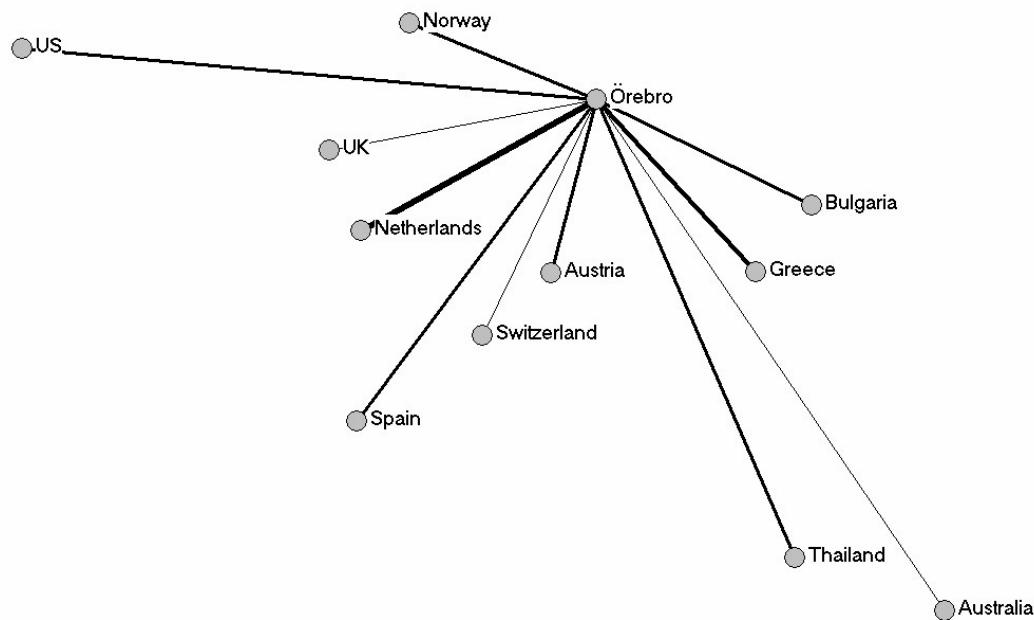 Norway
US
Örebro
UK
Bulgaria
Netherlands
Austria
Greece
Switzerland
Spain
Thailand
Australia